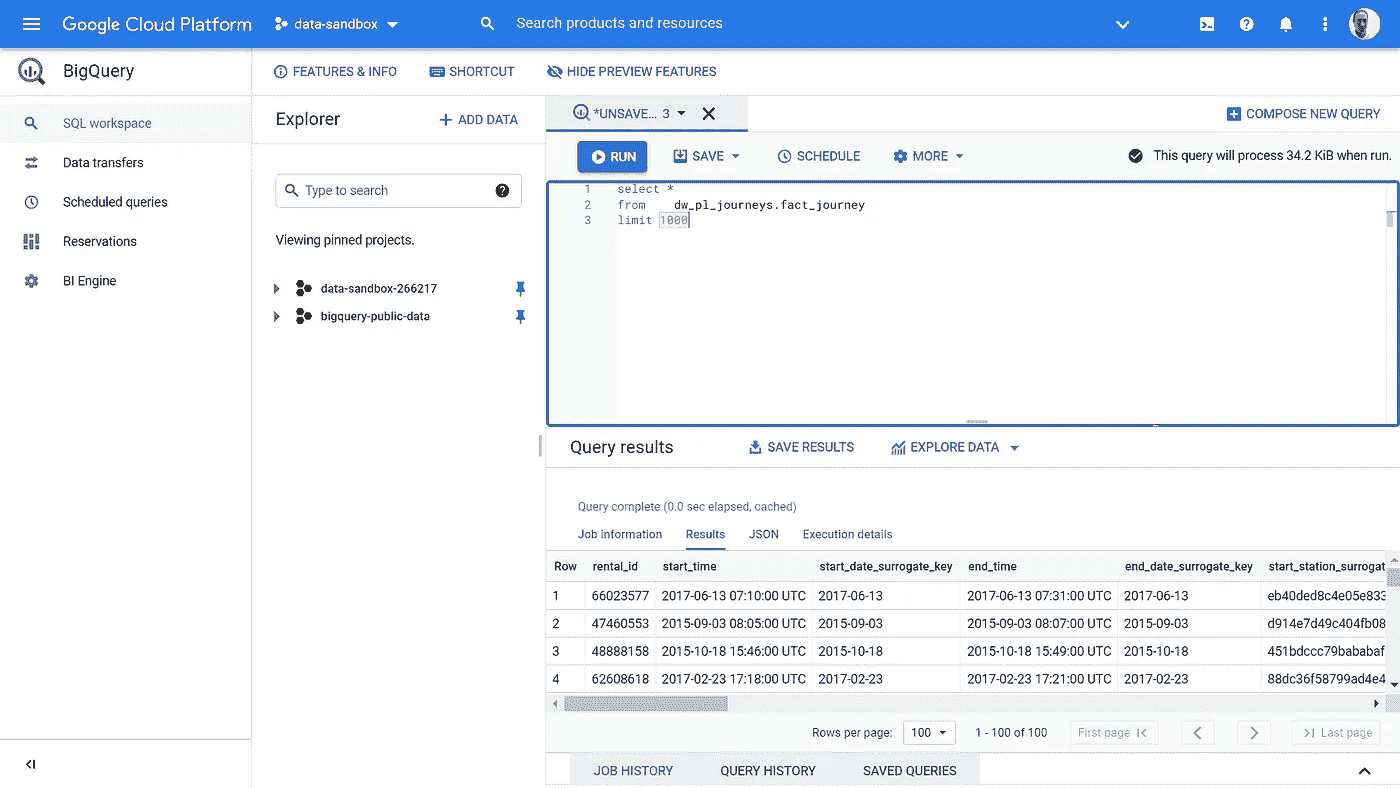 Google Cloud Platform data-sandbox Search products and resources
BigQuery
FEATURES & INFO SHORTCUT HIDE PREVIEW FEATURES
SQL workspace
Data transfers
Scheduled queries
Reservations
BI Engine
Explorer ADD DATA
Type to search
Viewing pinned projects.
data-sandbox-266217
bigquery-public-data
*UNSAVE... 3 COMPOSE NEW QUERY
RUN SAVE SCHEDULE MORE This query will process 34.2 KiB when run.
1 select *
2 from dw_pl_journeys.fact_journey
3 limit 1000
Query results SAVE RESULTS EXPLORE DATA
Query complete (0.0 sec elapsed, cached)
Job information Results JSON Execution details
Row rental_id start_time start_date_surrogate_key end_time end_date_surrogate_key start_station_surrogat
1 66023577 2017-06-13 07:10:00 UTC 2017-06-13 2017-06-13 07:31:00 UTC 2017-06-13 eb40ded8c4e05e833
2 47460553 2015-09-03 08:05:00 UTC 2015-09-03 2015-09-03 08:07:00 UTC 2015-09-03 d914e7d49c404fb08
3 48888158 2015-10-18 15:46:00 UTC 2015-10-18 2015-10-18 15:49:00 UTC 2015-10-18 451bdccc79bababaf
4 62608618 2017-02-23 17:18:00 UTC 2017-02-23 2017-02-23 17:21:00 UTC 2017-02-23 88dc36f58799ad4e4
Rows per page: 100 1 - 100 of 100 First page Last page
JOB HISTORY QUERY HISTORY SAVED QUERIES